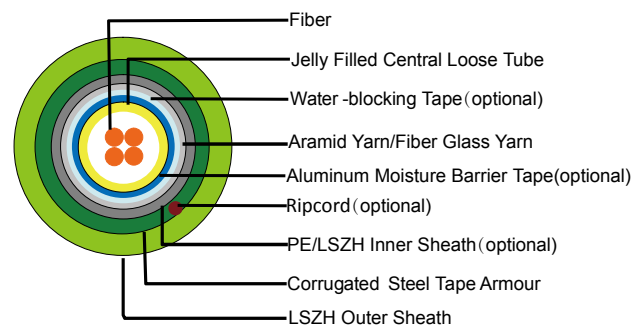 Fiber
Jelly Filled Central Loose Tube
Water -blocking Tape（optional)
Aramid Yarn/Fiber Glass Yarn
Aluminum Moisture Barrier Tape(optional)
Ripcord（optional)
PE/LSZH Inner Sheath（optional)
Corrugated Steel Tape Armour
LSZH Outer Sheath